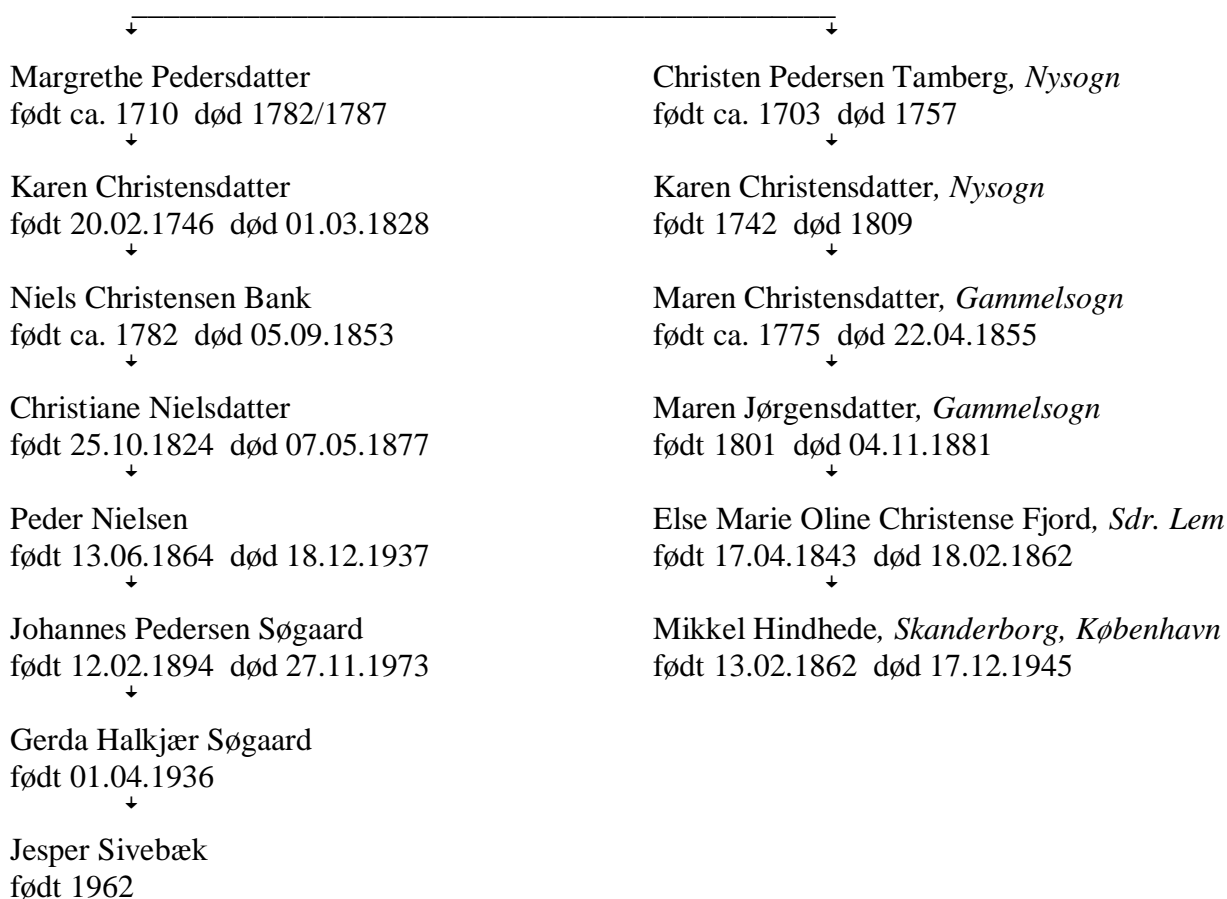 Margrethe Pedersdatter
født ca. 1710  død 1782/1787
Karen Christensdatter
født 20.02.1746  død 01.03.1828
Niels Christensen Bank
født ca. 1782  død 05.09.1853
Christiane Nielsdatter
født 25.10.1824  død 07.05.1877
Peder Nielsen
født 13.06.1864  død 18.12.1937
Johannes Pedersen Søgaard
født 12.02.1894  død 27.11.1973
Gerda Halkjær Søgaard
født 01.04.1936
Jesper Sivebæk
født 1962
Christen Pedersen Tamberg, Nysogn
født ca. 1703  død 1757
Karen Christensdatter, Nysogn
født 1742  død 1809
Maren Christensdatter, Gammelsogn
født ca. 1775  død 22.04.1855
Maren Jørgensdatter, Gammelsogn
født 1801  død 04.11.1881
Else Marie Oline Christense Fjord, Sdr. Lem
født 17.04.1843  død 18.02.1862
Mikkel Hindhede, Skanderborg, København
født 13.02.1862  død 17.12.1945